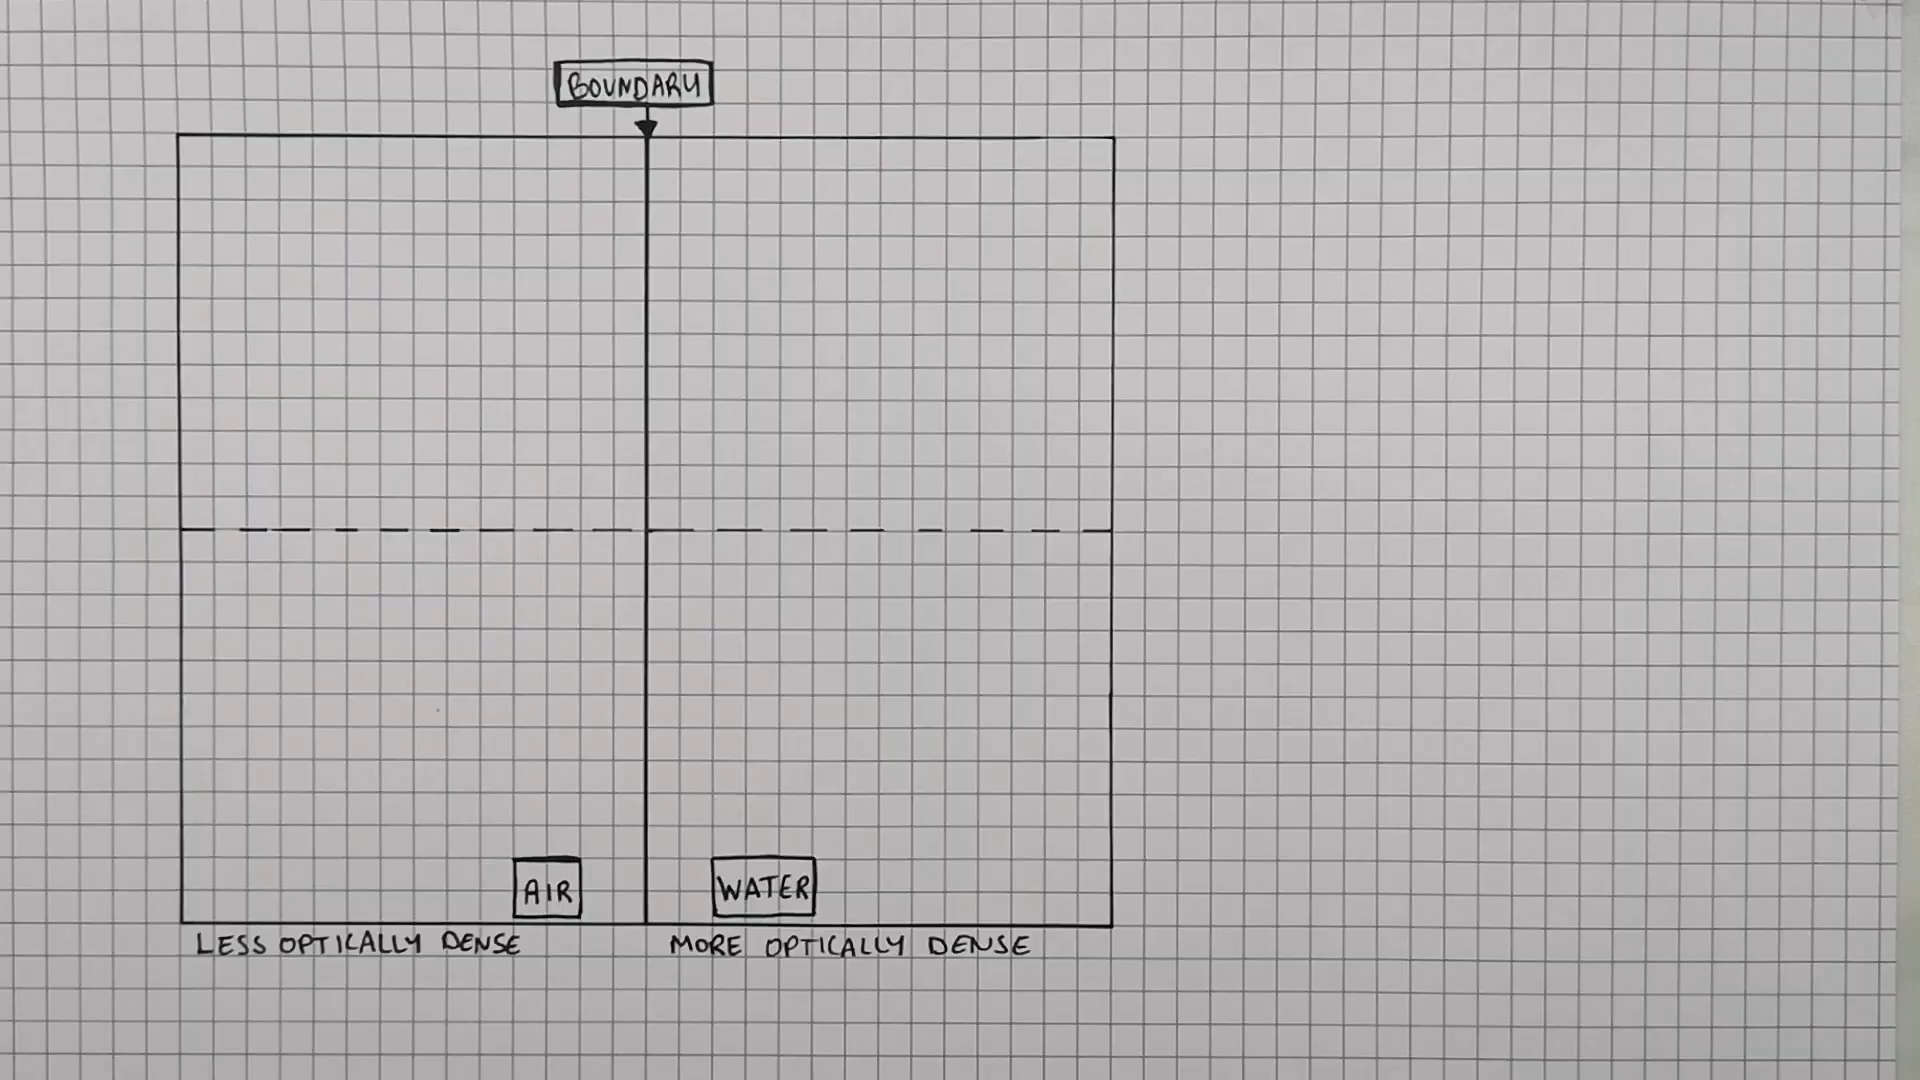 BOUNDARY
AIR
WATER
LESS OPTICALLY DENSE
MORE OPTICALLY DENSE